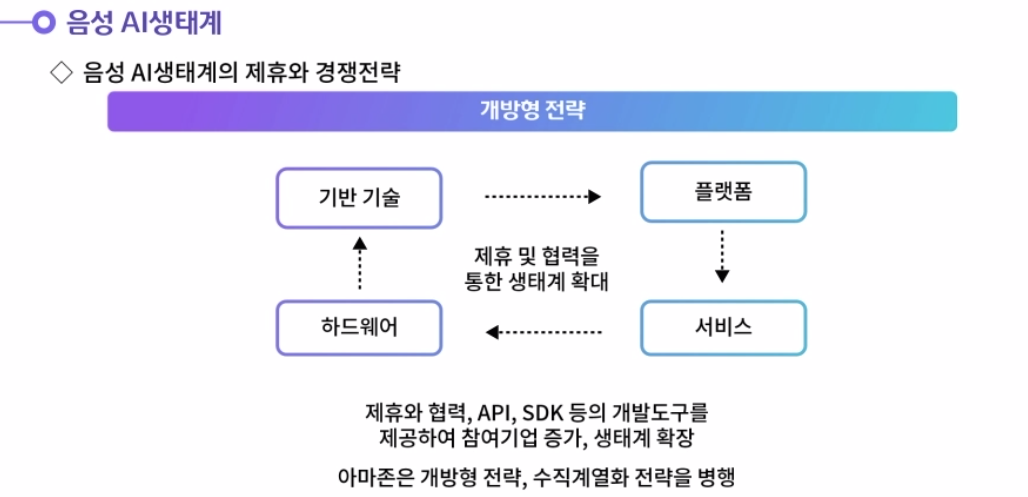 음성 AI생태계
◇ 음성 AI생태계의 제휴와 경쟁전략
개방형 전략
기반 기술
플랫폼
제휴 및 협력을
통한 생태계 확대
하드웨어
서비스
제휴와 협력, API, SDK 등의 개발도구를
제공하여 참여기업 증가, 생태계 확장
아마존은 개방형 전략, 수직계열화 전략을 병행